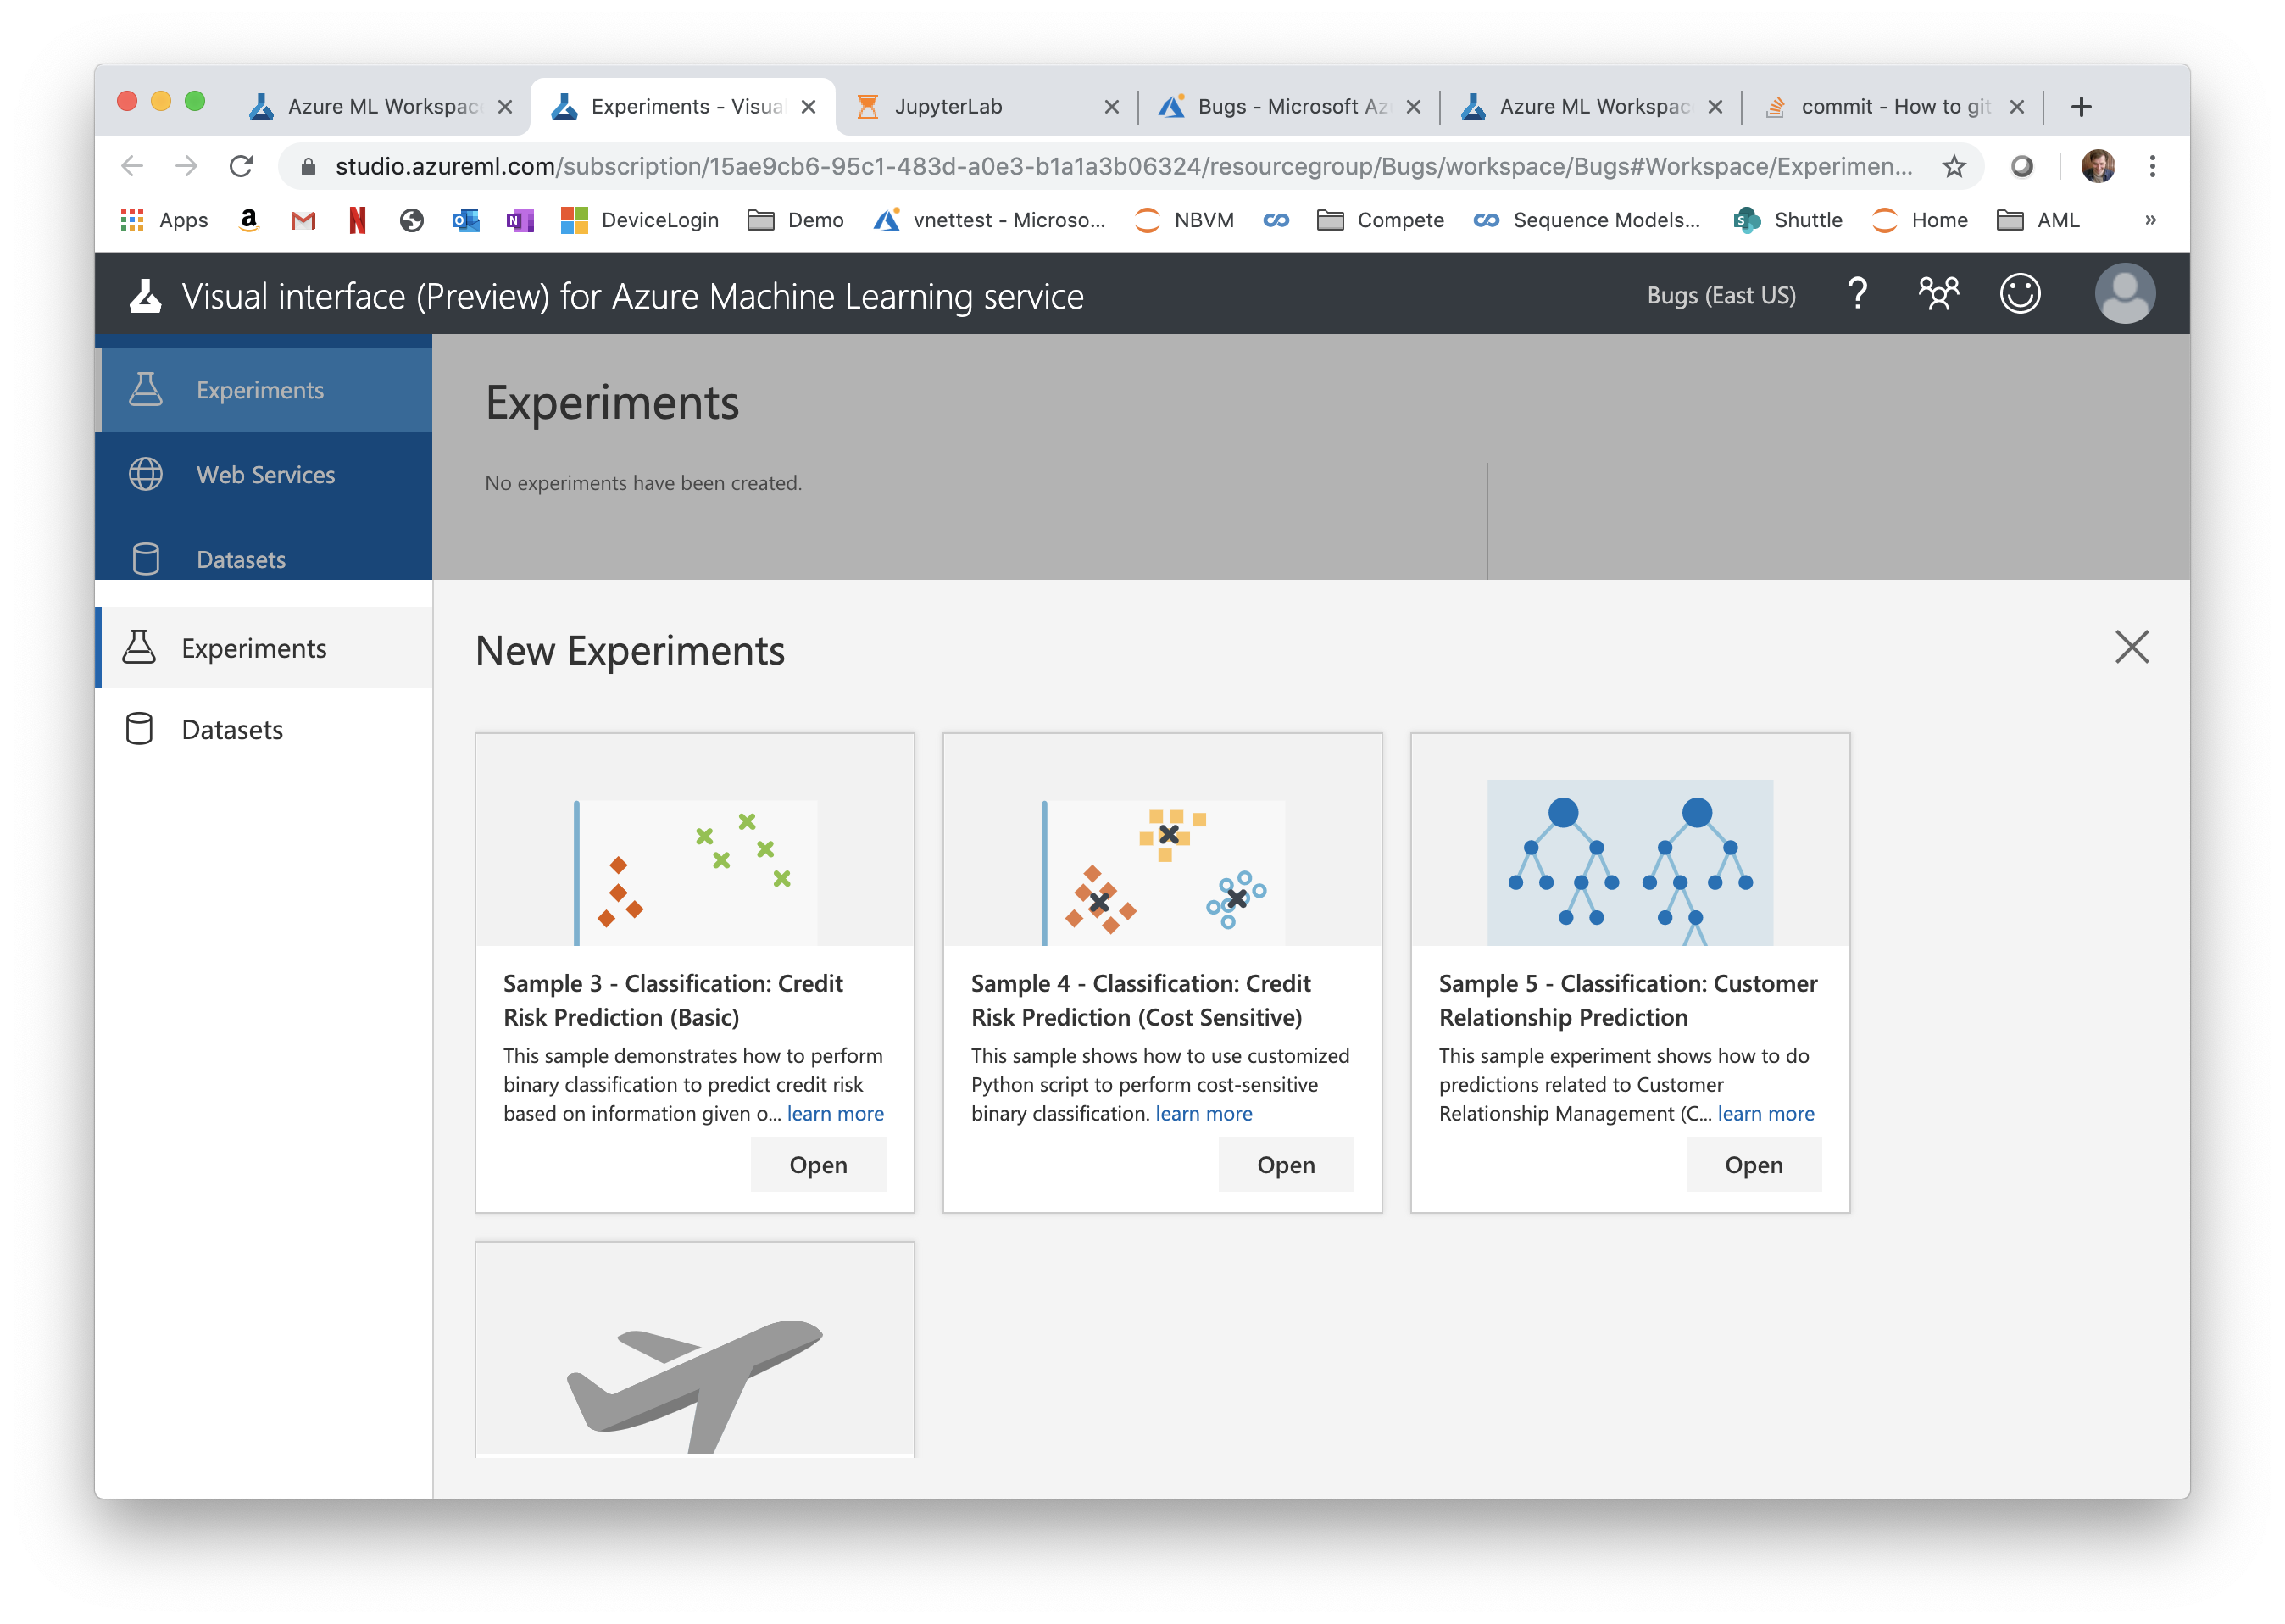 Azure ML Workspac
Experiments - Visua
JupyterLab
Bugs - Microsoft Az
Azure ML Workspac
commit - How to git
studio.azureml.com/subscription/15ae9cb6-95c1-483d-a0e3-b1a1a3b06324/resourcegroup/Bugs/workspace/Bugs#Workspace/Experimen...
Apps
DeviceLogin
Demo
vnettest - Microso...
NBVM
Compete
Sequence Models...
Shuttle
Home
AML
»
Visual interface (Preview) for Azure Machine Learning service
Bugs (East US)
?
Experiments
Web Services
Datasets
Experiments
No experiments have been created.
Experiments
Datasets
New Experiments
Sample 3 - Classification: Credit
Risk Prediction (Basic)
This sample demonstrates how to perform
binary classification to predict credit risk
based on information given o... learn more
Open
Sample 4 - Classification: Credit
Risk Prediction (Cost Sensitive)
This sample shows how to use customized
Python script to perform cost-sensitive
binary classification. learn more
Open
Sample 5 - Classification: Customer
Relationship Prediction
This sample experiment shows how to do
predictions related to Customer
Relationship Management (C... learn more
Open